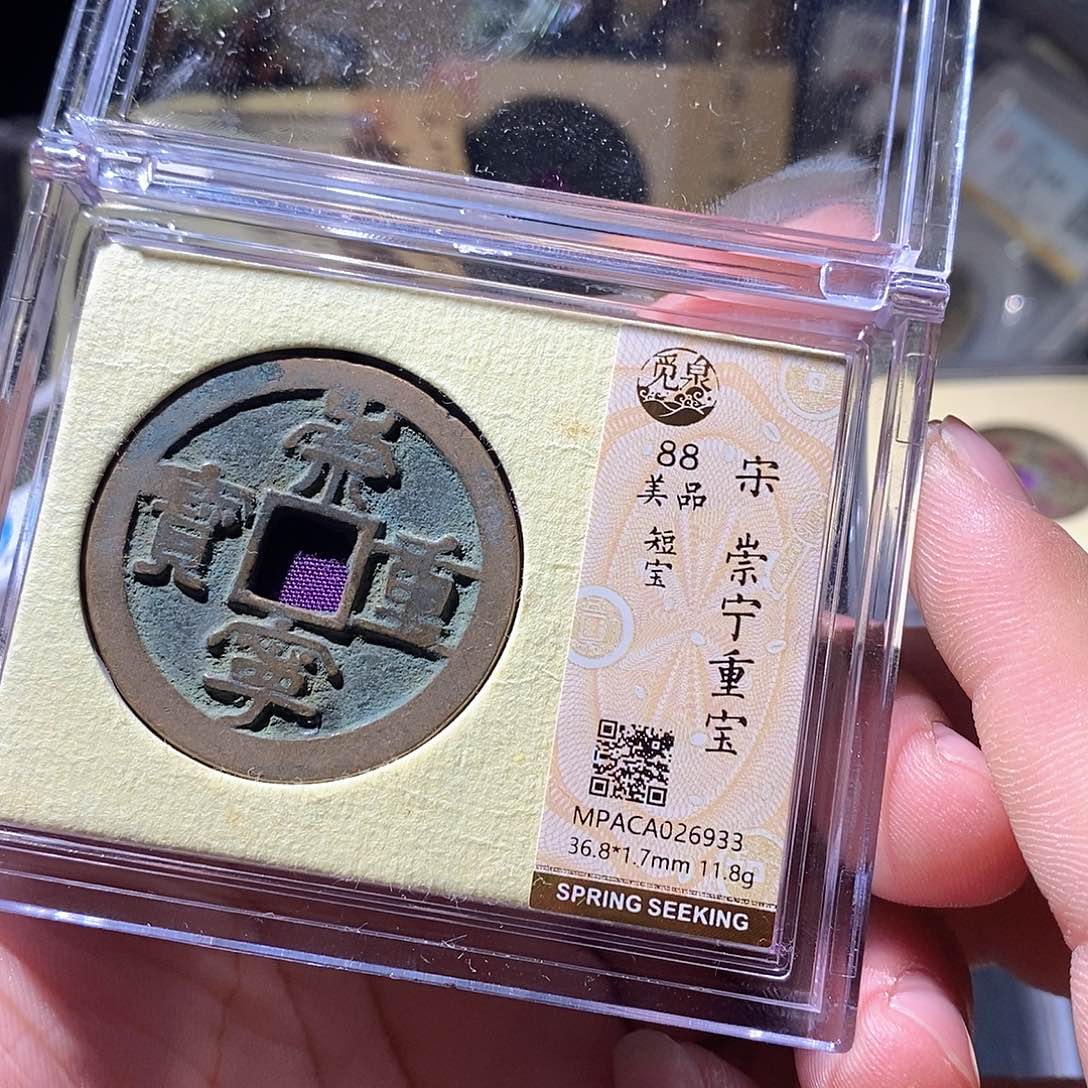 崇寧重寶
觅泉
88
美品
短宝
宋 崇宁重宝
MPACA026933
36.8*1.7mm 11.8g
SPRING SEEKING